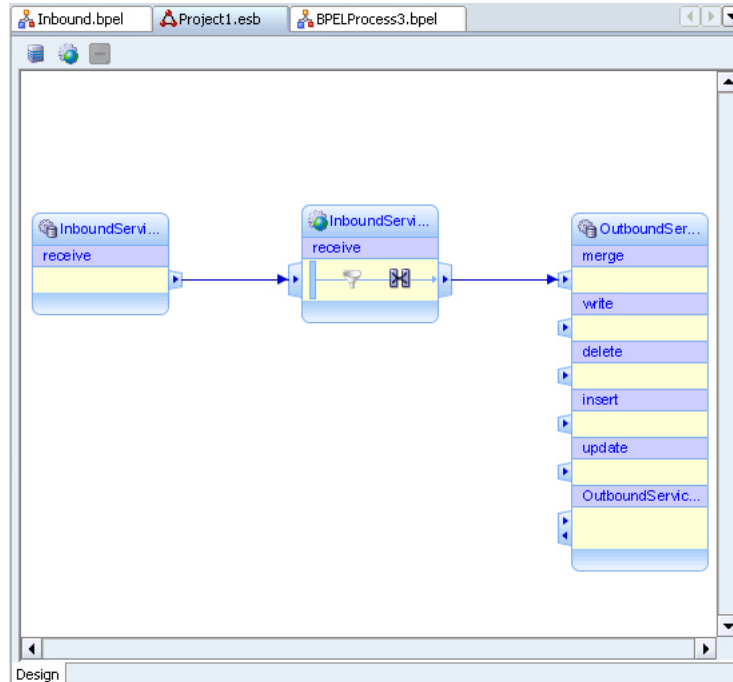 Inbound.bpel
Project1.esb
BPELProcess3.bpel
InboundServi...
receive
InboundServi...
receive
OutboundSer...
merge
write
delete
insert
update
OutboundServic...
Design